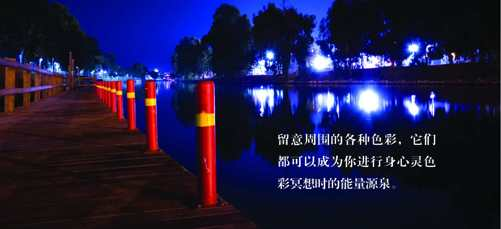 留意周围的各种色彩，它们
都可以成为你进行身心灵色
彩冥想时的能量源泉。